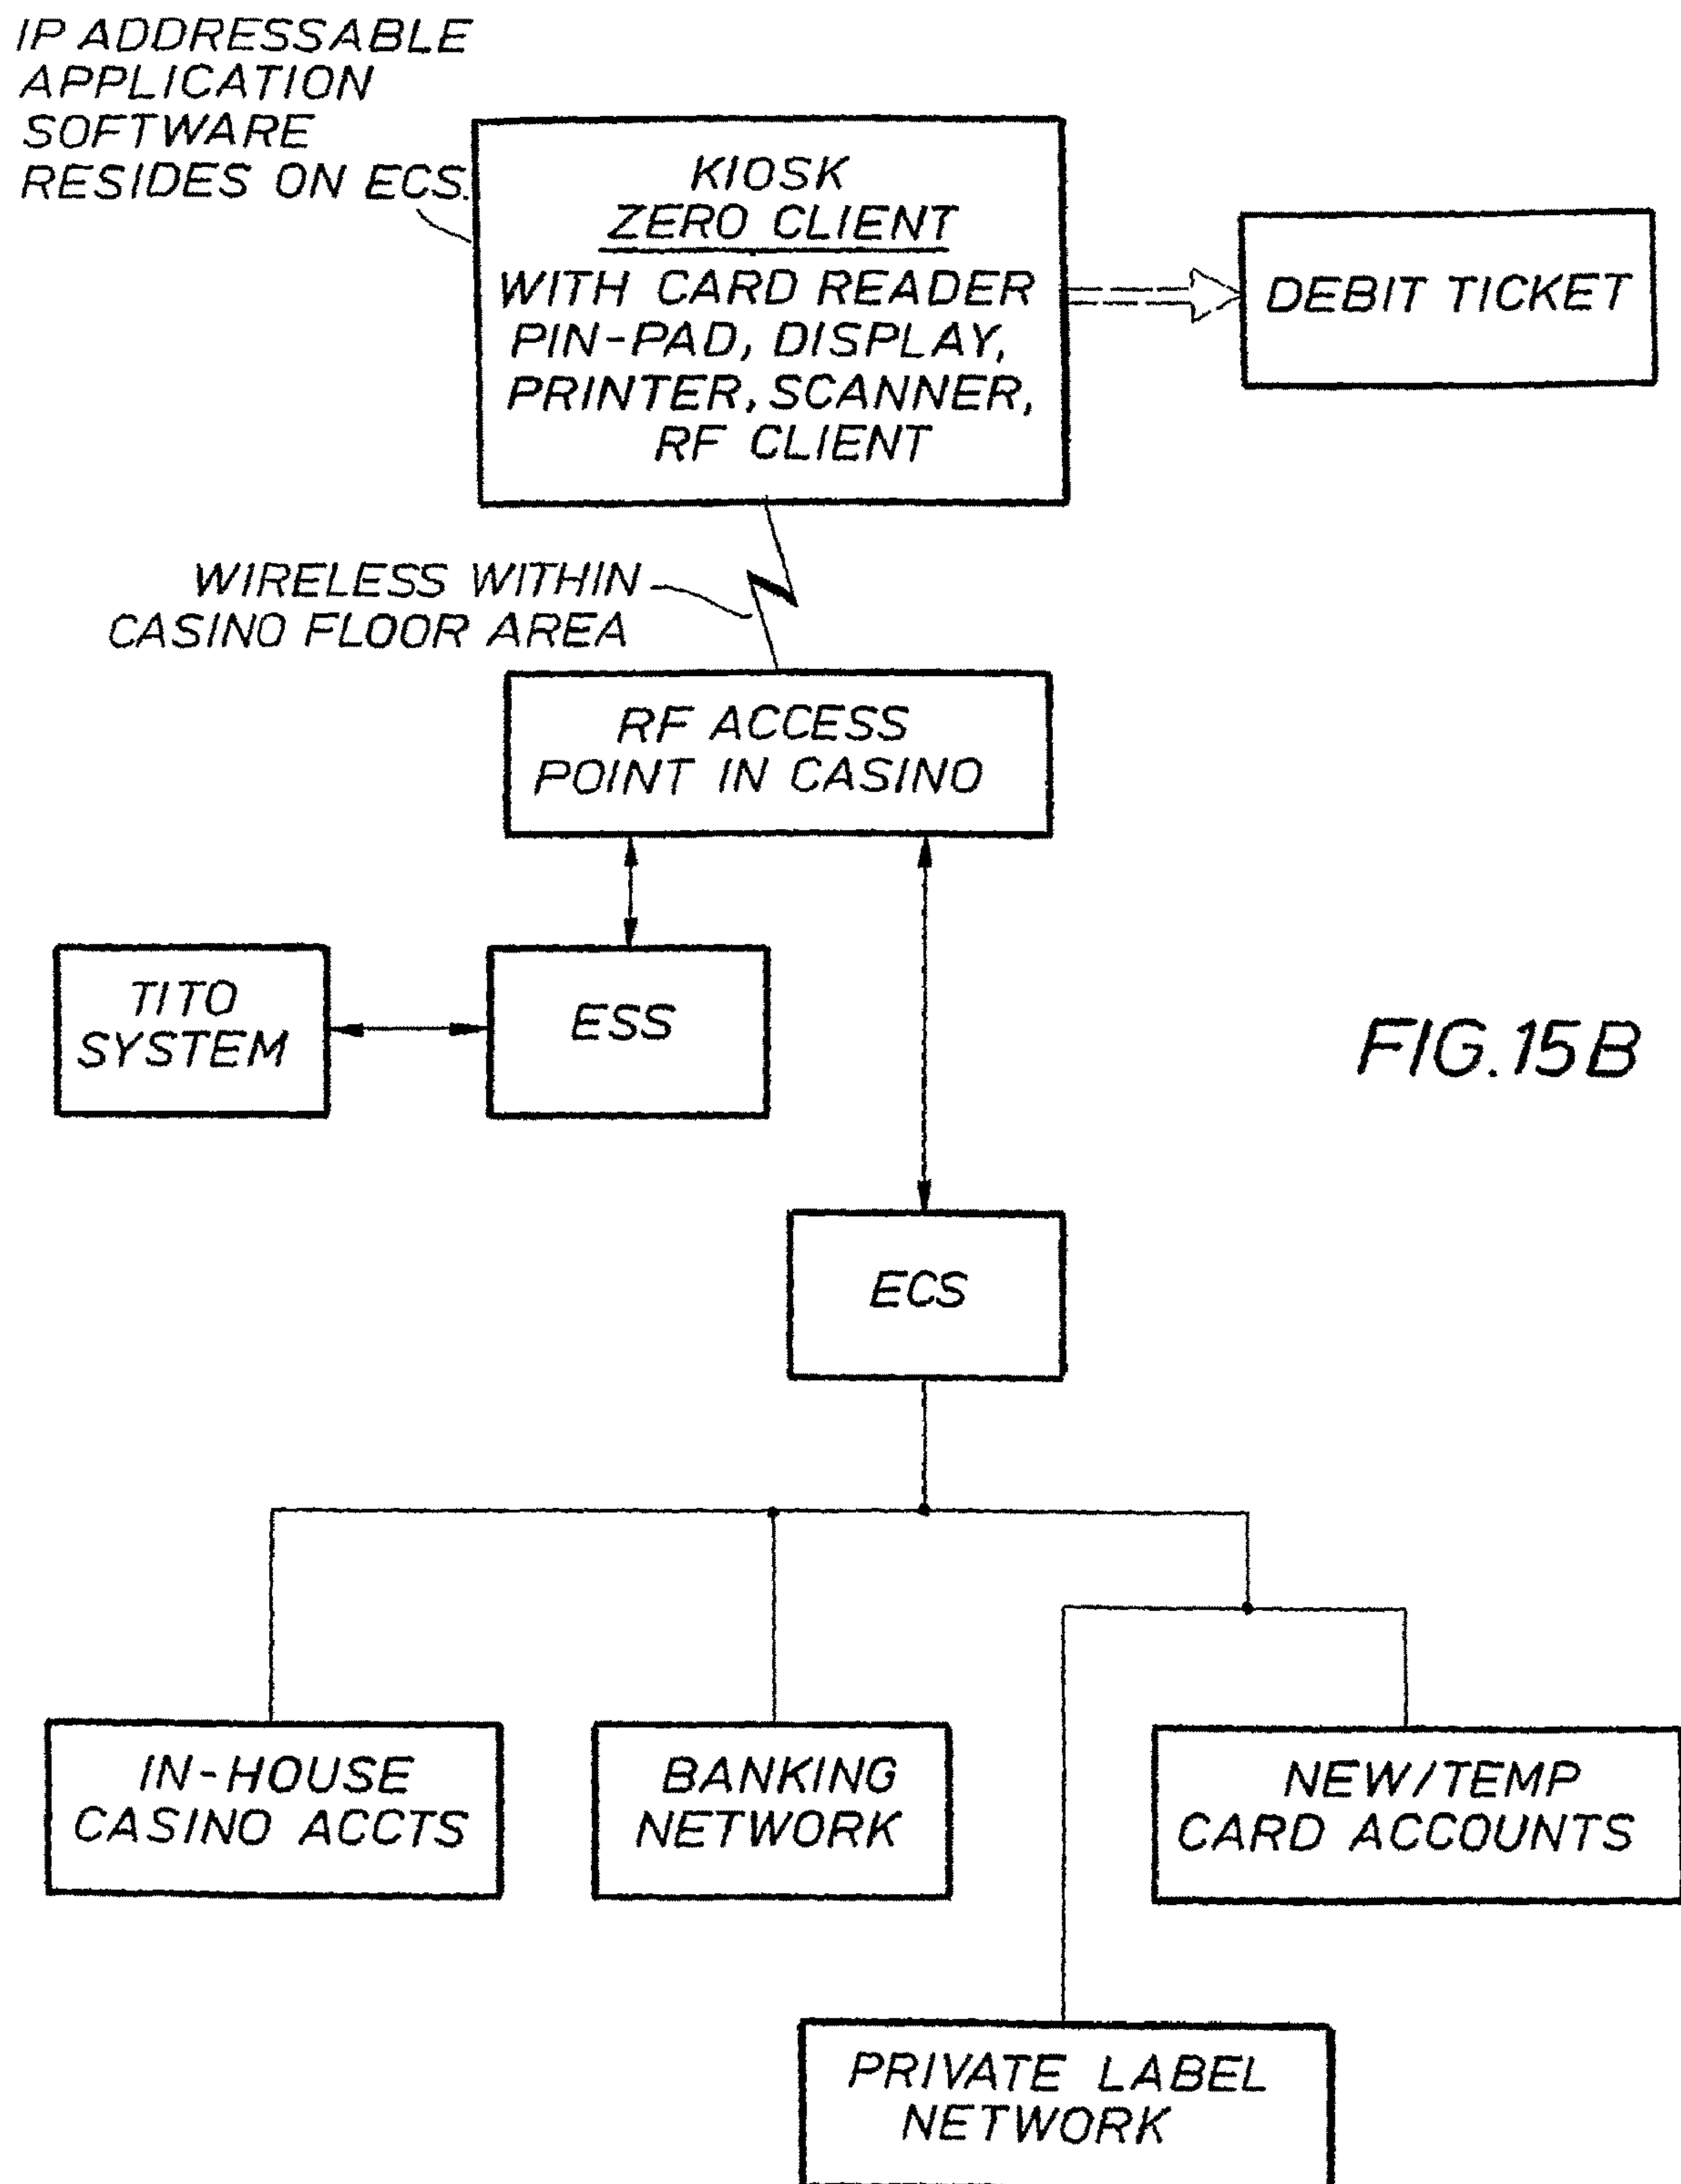 IP ADDRESSABLE
APPLICATION
SOFTWARE
RESIDES ON ECS.
KIOSK
ZERO CLIENT
WITH CARD READER
PIN-PAD, DISPLAY,
PRINTER, SCANNER,
RF CLIENT
DEBIT TICKET
WIRELESS WITHIN
CASINO FLOOR AREA
RF ACCESS
POINT IN CASINO
TITO
SYSTEM
ESS
FIG. 15B
ECS
IN-HOUSE
CASINO ACCTS
BANKING
NETWORK
NEW/TEMP
CARD ACCOUNTS
PRIVATE LABEL
NETWORK